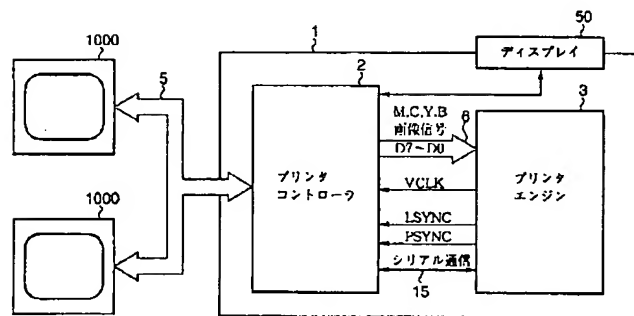 1000
1000
5
1
50
ディスプレイ
2
プリンタ
コントローラ
M.C.Y.B
画像信号
D7~D0
6
VCLK
LSYNC
PSYNC
シリアル通信
15
3
プリンタ
エンジン